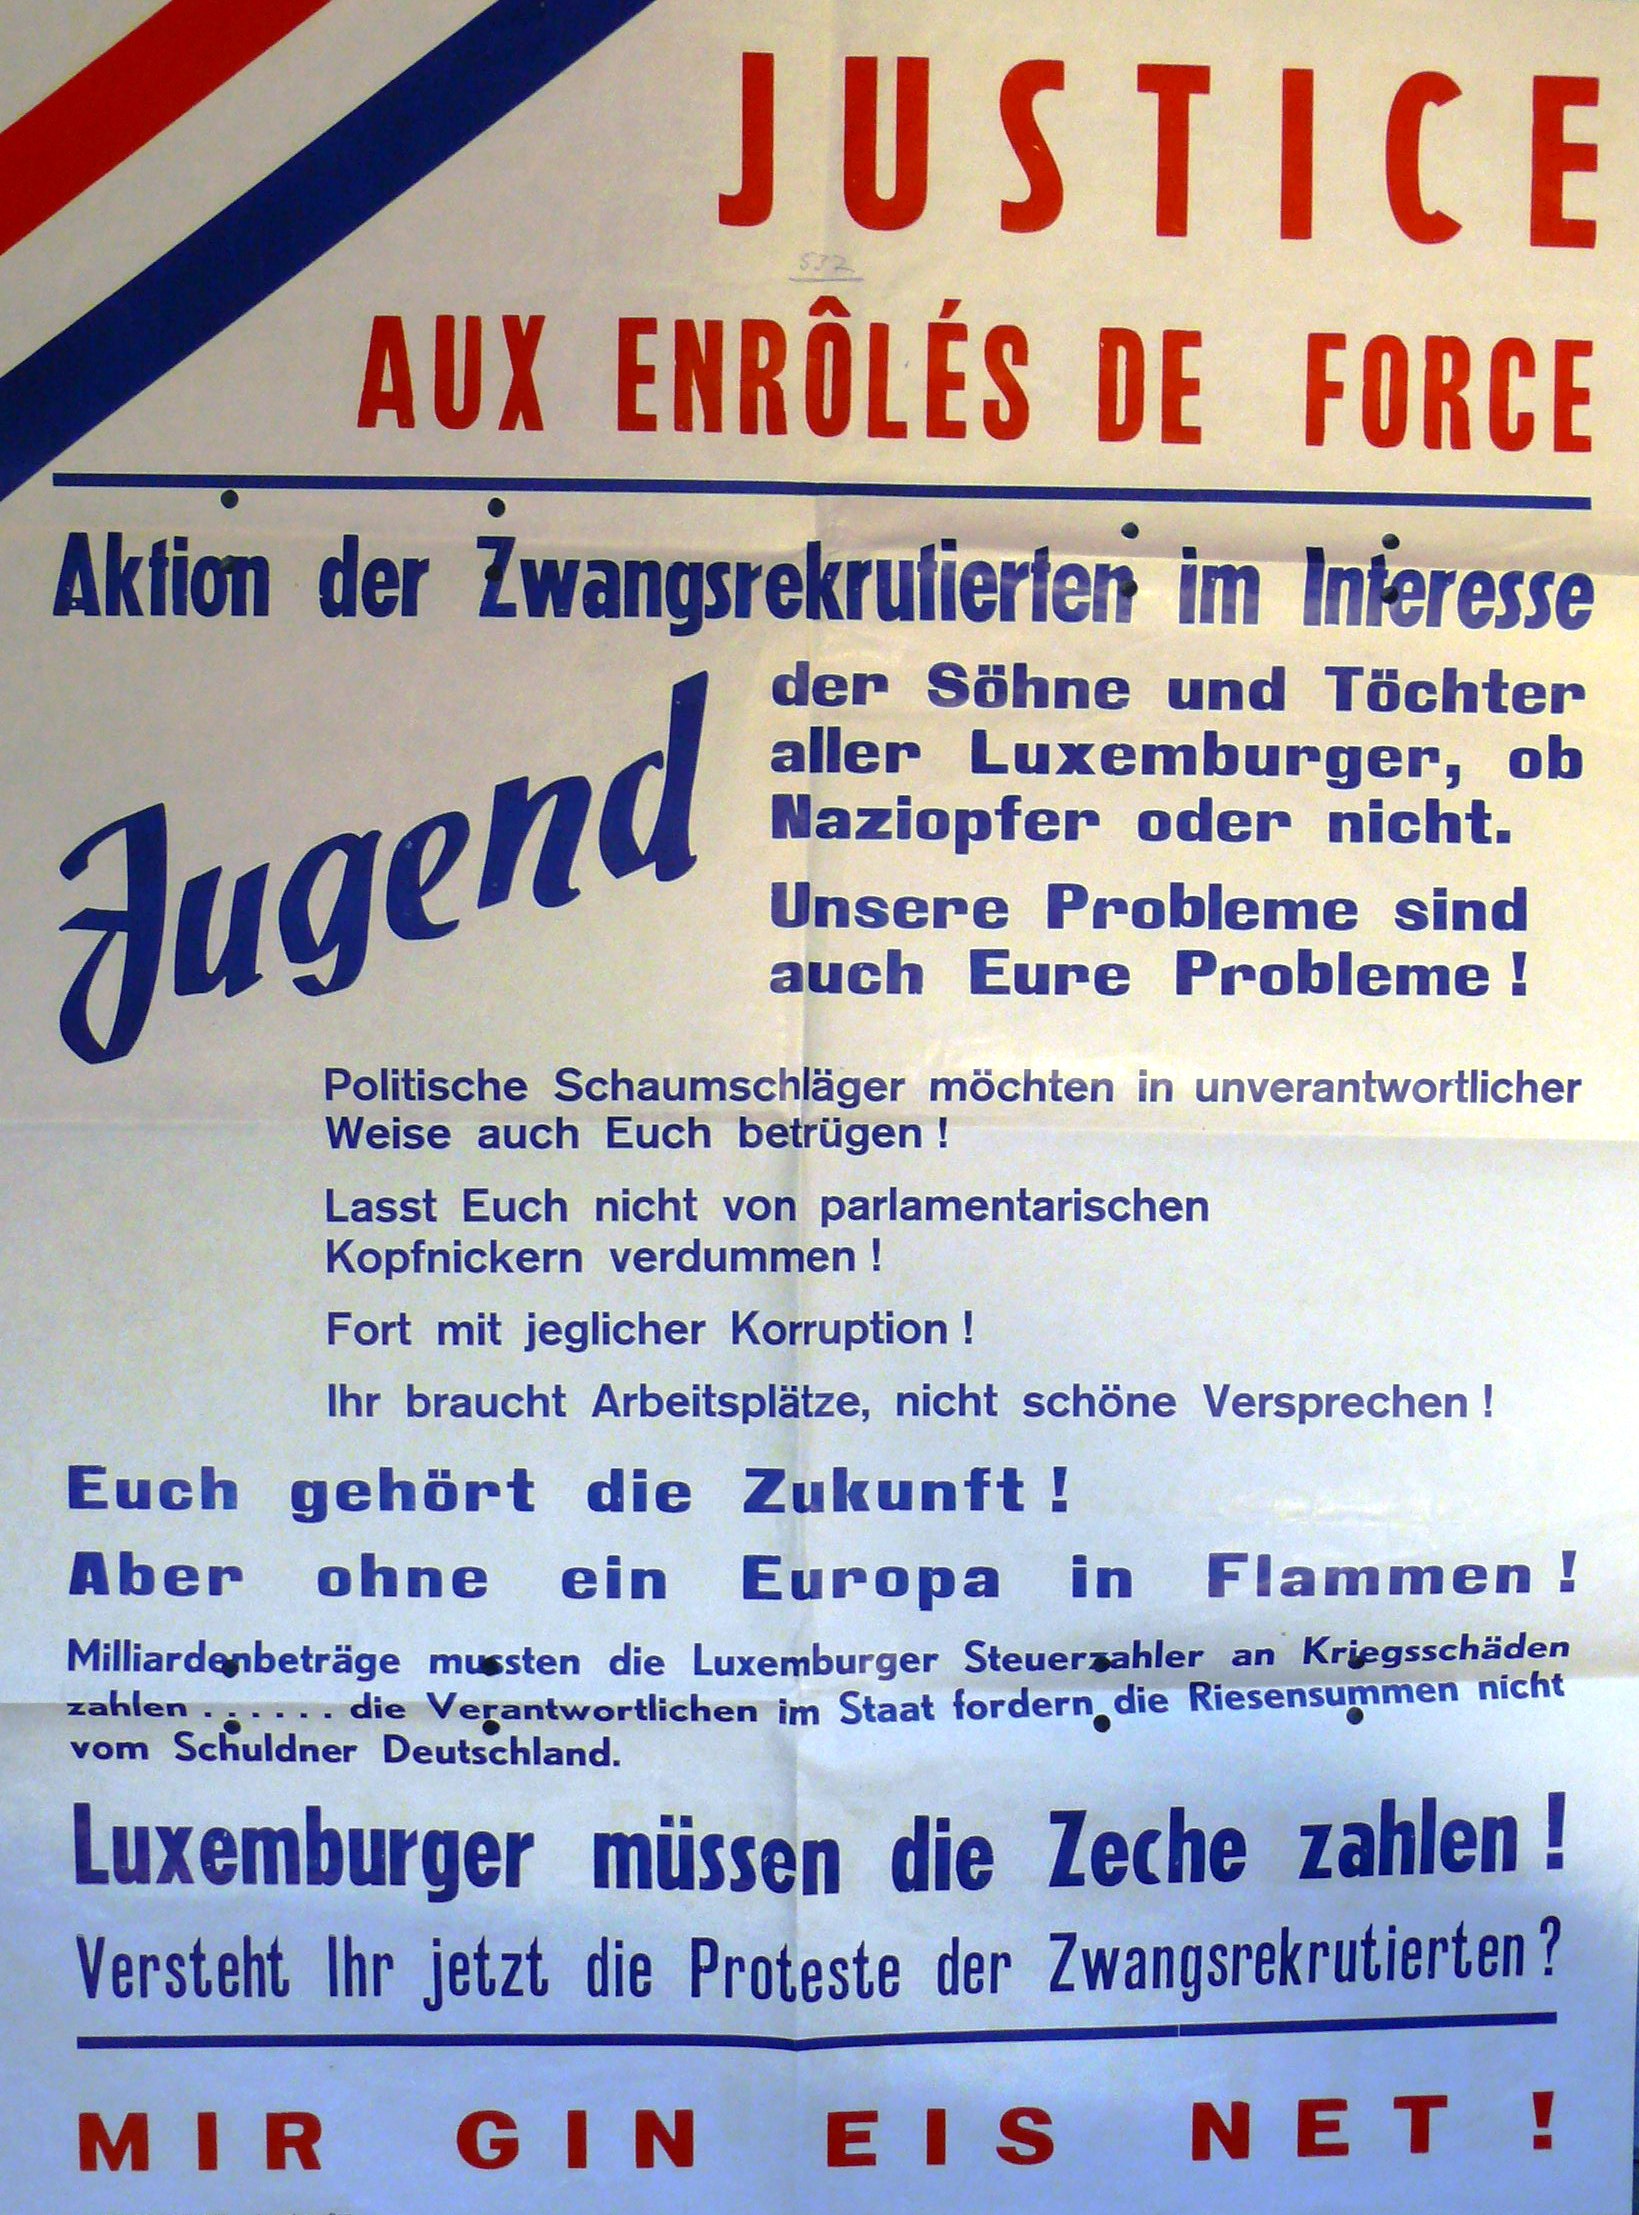 JUSTICE
537
AUX ENRÔLÉS DE FORCE
Aktion der Zwangsrekrutierten im Interesse
Jugend
der Söhne und Töchter
aller Luxemburger, ob
Naziopfer oder nicht.
Unsere Probleme sind
auch Eure Probleme !
Politische Schaumschläger möchten in unverantwortlicher
Weise auch Euch betrügen !
Lasst Euch nicht von parlamentarischen
Kopfnickern verdummen !
Fort mit jeglicher Korruption !
Ihr braucht Arbeitsplätze, nicht schöne Versprechen !
Euch gehört die Zukunft !
Aber ohne ein Europa in Flammen !
Milliardenbeträge mussten die Luxemburger Steuerzahler an Kriegsschäden
zahlen ...... die Verantwortlichen im Staat fordern die Riesensummen nicht
vom Schuldner Deutschland.
Luxemburger müssen die Zeche zahlen !
Versteht Ihr jetzt die Proteste der Zwangsrekrutierten ?
MIR GIN EIS NET !